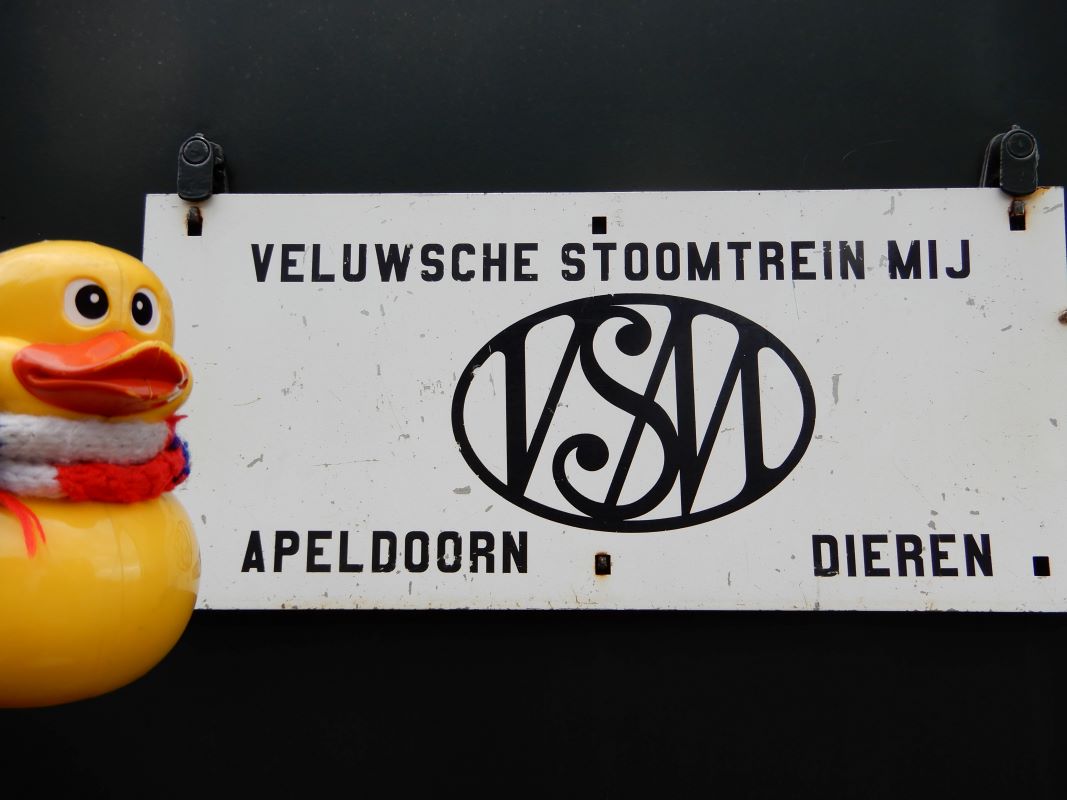 VELUWSCHE STOOMTREIN MIJ
VSM
APELDOORN DIEREN